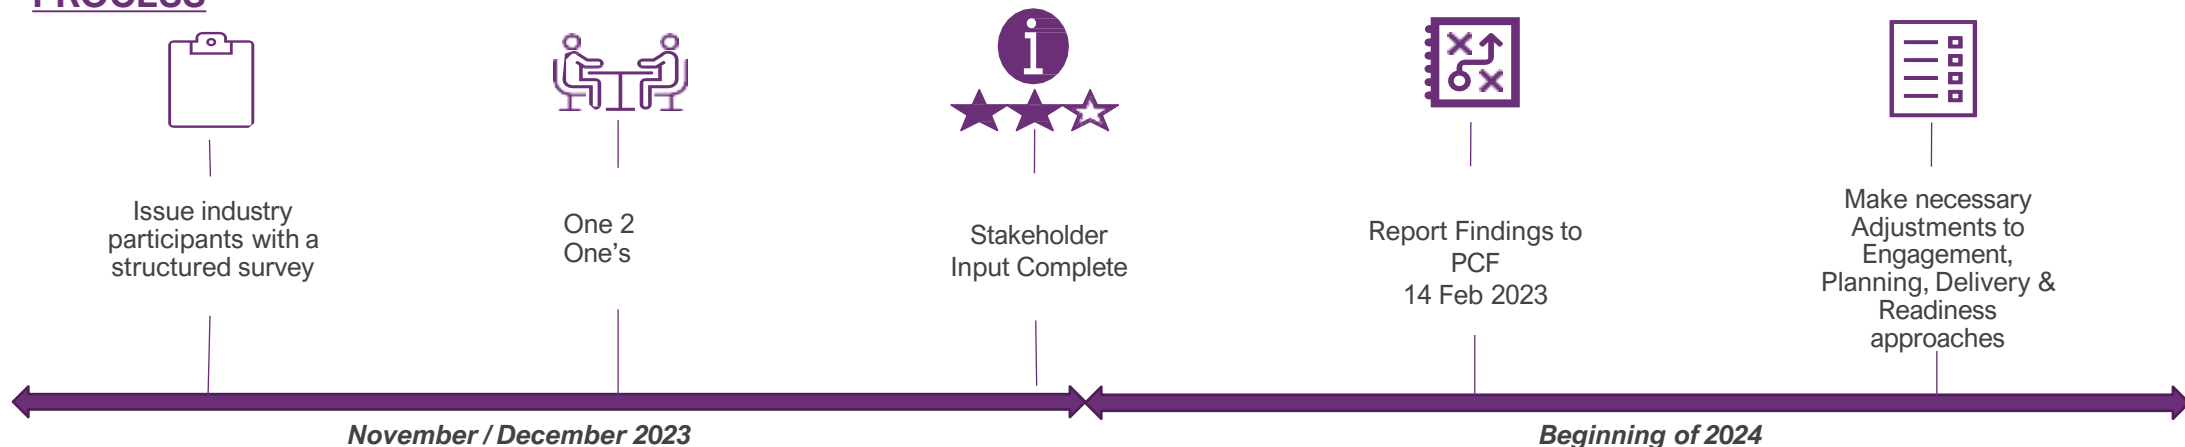 PROCESS
Issue industry
participants with a
structured survey
One 2
One's
Stakeholder
Input Complete
Report Findings to
PCF
14 Feb 2023
Make necessary
Adjustments to
Engagement,
Planning, Delivery &
Readiness
approaches
November / December 2023
Beginning of 2024